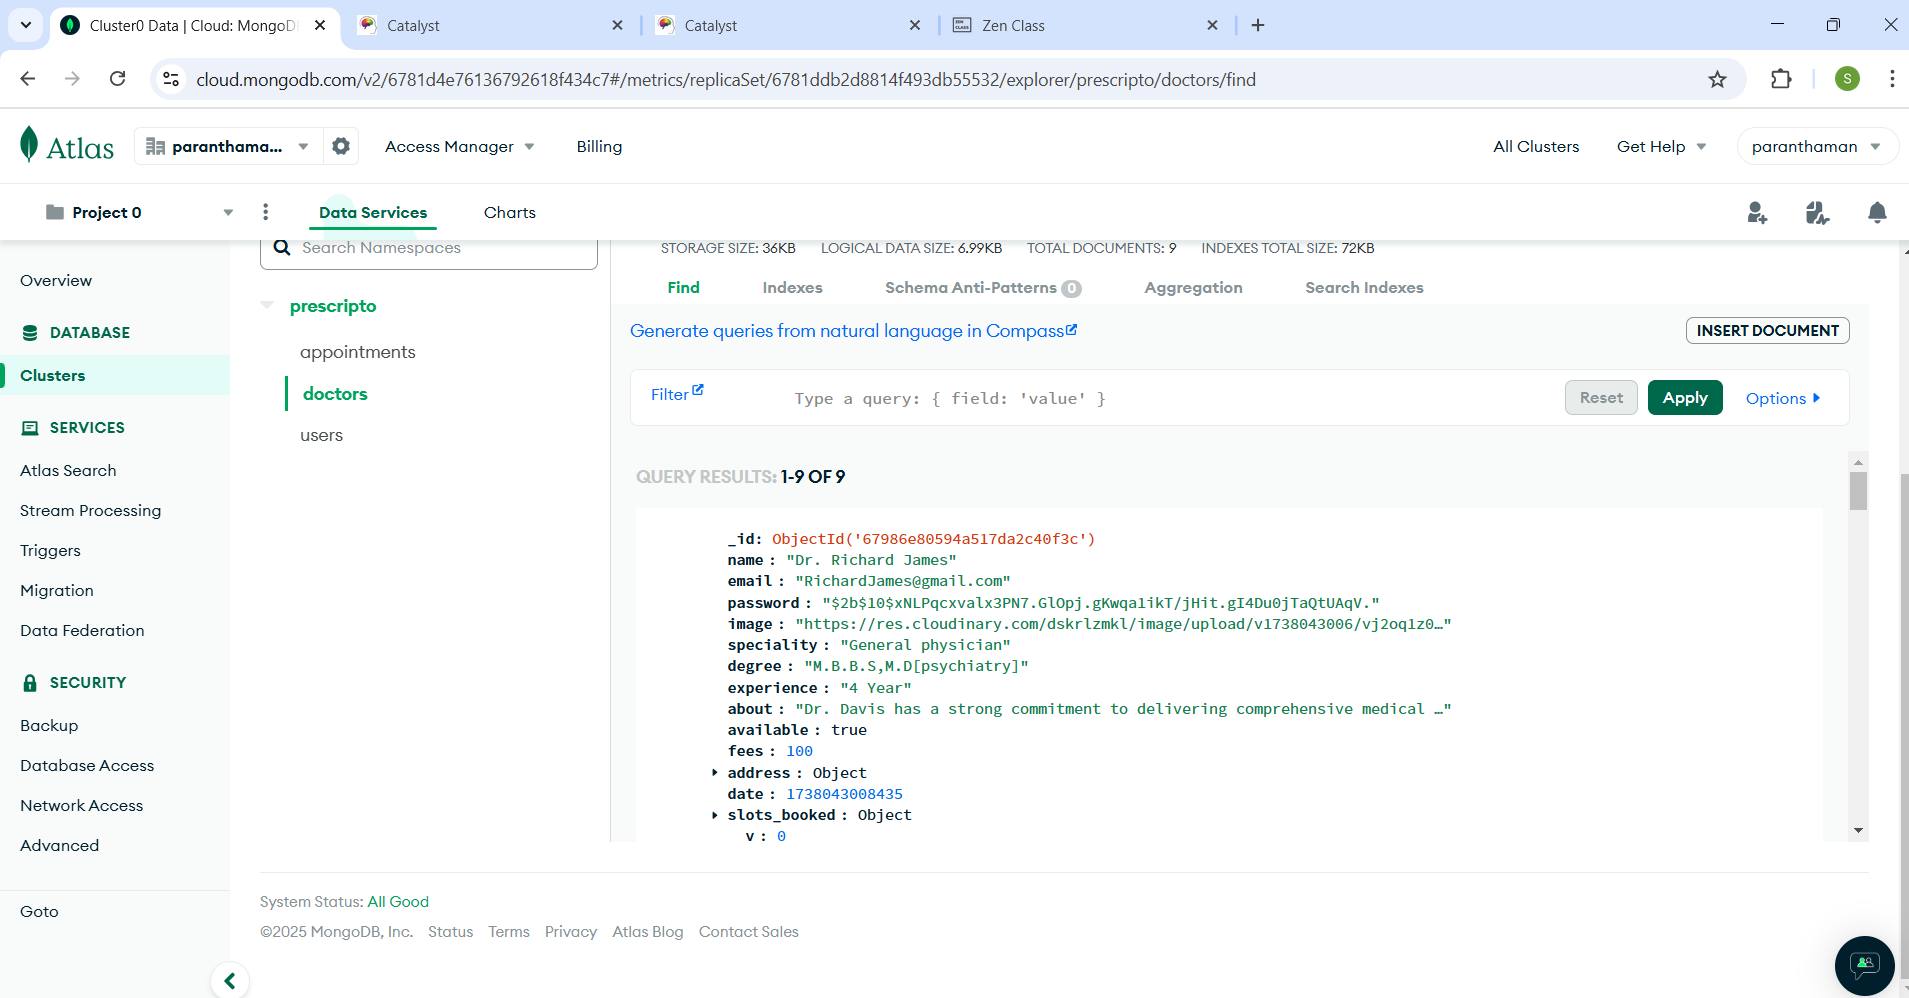 Cluster0 Data | Cloud: MongoD
Catalyst
Catalyst
Zen Class
cloud.mongodb.com/v2/6781d4e76136792618f434c7#/metrics/replicaSet/6781ddb2d8814f493db55532/explorer/prescripto/doctors/find
S
Atlas
paranthama...
Access Manager
Billing
All Clusters
Get Help
paranthaman
Project 0
Data Services
Charts
Overview
DATABASE
Clusters
SERVICES
Atlas Search
Stream Processing
Triggers
Migration
Data Federation
SECURITY
Backup
Database Access
Network Access
Advanced
Goto
Search Namespaces
prescripto
appointments
doctors
users
STORAGE SIZE: 36KB LOGICAL DATA SIZE: 6.99KB TOTAL DOCUMENTS: 9 INDEXES TOTAL SIZE: 72KB
Find Indexes Schema Anti-Patterns 0 Aggregation Search Indexes
Generate queries from natural language in Compass
INSERT DOCUMENT
Filter
Type a query: { field: 'value' }
Reset
Apply
Options
QUERY RESULTS: 1-9 OF 9
_id: ObjectId('67986e80594a517da2c40f3c')
name : "Dr. Richard James"
email : "RichardJames@gmail.com"
password : "$2b$10$xNLPqcxvalx3PN7.GlOpj.gKwqa1ikT/jHit.gI4Du0jTaQtUAqV."
image : "https://res.cloudinary.com/dskrlzmkl/image/upload/v1738043006/vj2oq1z0…"
speciality : "General physician"
degree : "M.B.B.S,M.D[psychiatry]"
experience : "4 Year"
about : "Dr. Davis has a strong commitment to delivering comprehensive medical …"
available : true
fees : 100
address : Object
date : 1738043008435
slots_booked : Object
v : 0
System Status: All Good
©2025 MongoDB, Inc. Status Terms Privacy Atlas Blog Contact Sales